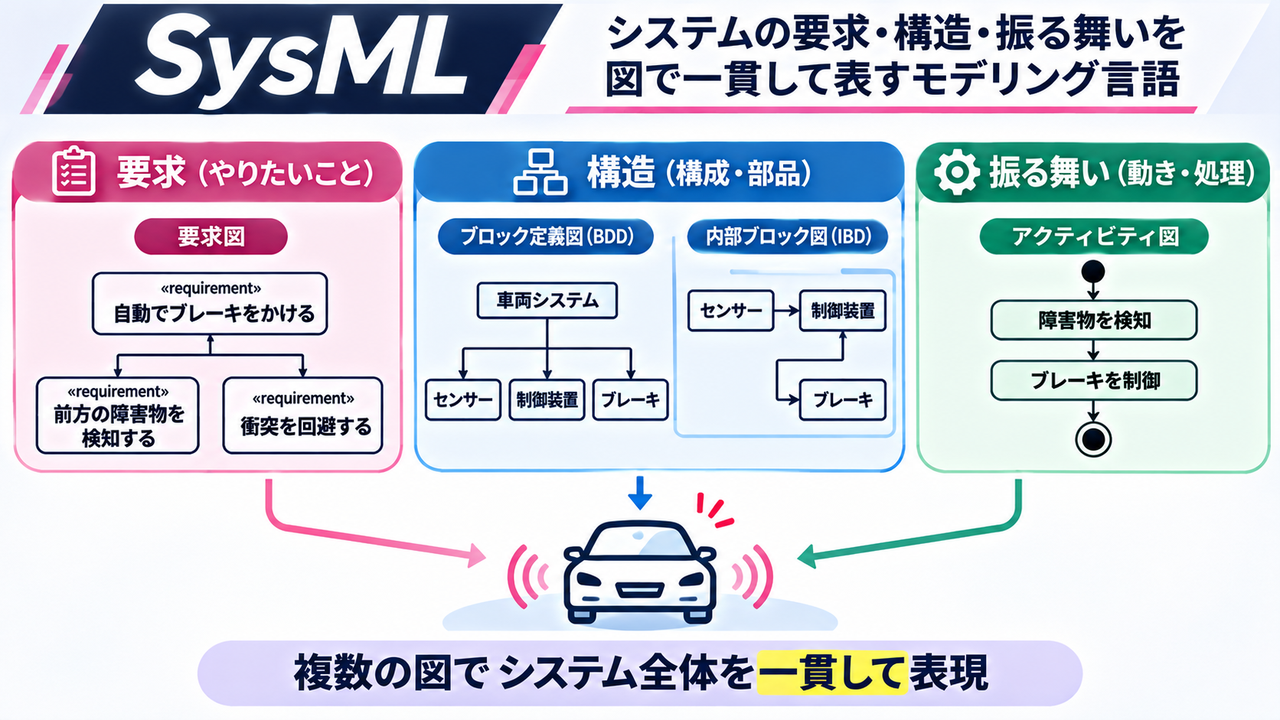 SysML
システムの要求・構造・振る舞いを
図で一貫して表すモデリング言語
要求（やりたいこと）
要求図
«requirement»
自動でブレーキをかける
«requirement»
前方の障害物を
検知する
«requirement»
衝突を回避する
構造（構成・部品）
ブロック定義図（BDD）
車両システム
センサー
制御装置
ブレーキ
内部ブロック図（IBD）
センサー
制御装置
ブレーキ
振る舞い（動き・処理）
アクティビティ図
障害物を検知
ブレーキを制御
複数の図で システム全体を一貫して表現